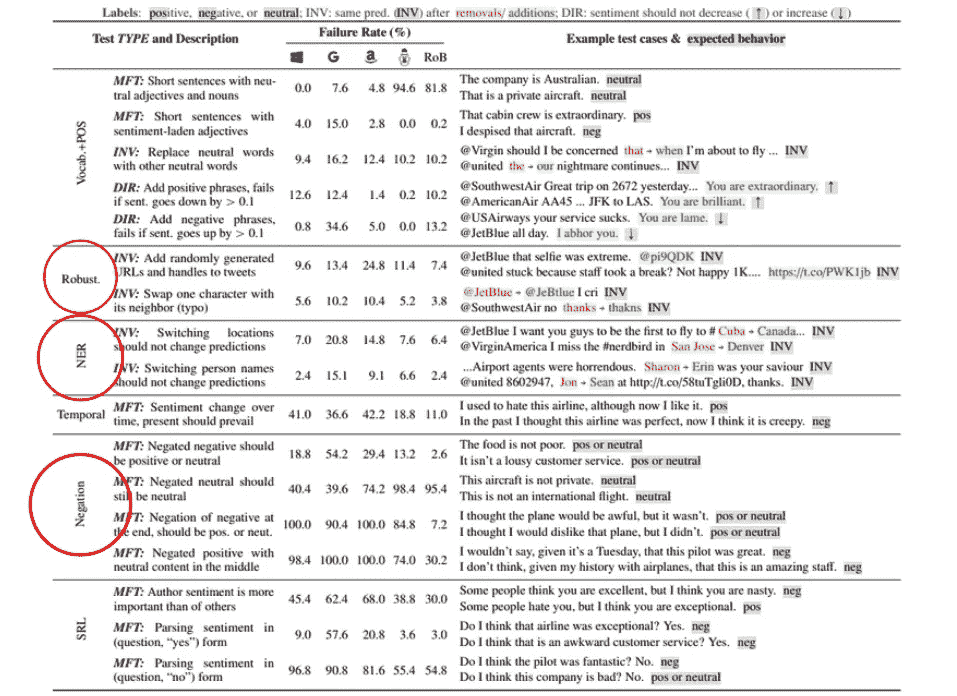 Labels: positive, negative, or neutral; INV: same pred. (INV) after removals/ additions; DIR: sentiment should not decrease ( ↑ ) or increase ( ↓ )
Test TYPE and Description Failure Rate (%) Example test cases & expected behavior
G a RoB
Vocab.+POS
MFT: Short sentences with neu-
tral adjectives and nouns
0.0 7.6 4.8 94.6 81.8
The company is Australian. neutral
That is a private aircraft. neutral
MFT: Short sentences with
sentiment-laden adjectives
4.0 15.0 2.8 0.0 0.2
That cabin crew is extraordinary. pos
I despised that aircraft. neg
INV: Replace neutral words
with other neutral words
9.4 16.2 12.4 10.2 10.2
@Virgin should I be concerned that → when I'm about to fly ... INV
@united the → our nightmare continues... INV
DIR: Add positive phrases, fails
if sent. goes down by > 0.1
12.6 12.4 1.4 0.2 10.2
@SouthwestAir Great trip on 2672 yesterday... You are extraordinary. ↑
@AmericanAir AA45 ... JFK to LAS. You are brilliant. ↑
DIR: Add negative phrases,
fails if sent. goes up by > 0.1
0.8 34.6 5.0 0.0 13.2
@USAirways your service sucks. You are lame. ↓
@JetBlue all day. I abhor you. ↓
Robust.
INV: Add randomly generated
URLs and handles to tweets
9.6 13.4 24.8 11.4 7.4
@JetBlue that selfie was extreme. @pi9QDK INV
@united stuck because staff took a break? Not happy 1K.... https://t.co/PWK1jb INV
INV: Swap one character with
its neighbor (typo)
5.6 10.2 10.4 5.2 3.8
@JetBlue → @JeBtlue I cri INV
@SouthwestAir no thanks → thakns INV
NER
INV: Switching locations
should not change predictions
7.0 20.8 14.8 7.6 6.4
@JetBlue I want you guys to be the first to fly to # Cuba → Canada... INV
@VirginAmerica I miss the #nerdbird in San Jose → Denver INV
INV: Switching person names
should not change predictions
2.4 15.1 9.1 6.6 2.4
...Airport agents were horrendous. Sharon → Erin was your saviour INV
@united 8602947, Jon → Sean at http://t.co/58tuTgli0D, thanks. INV
Temporal
MFT: Sentiment change over
time, present should prevail
41.0 36.6 42.2 18.8 11.0
I used to hate this airline, although now I like it. pos
In the past I thought this airline was perfect, now I think it is creepy. neg
Negation
MFT: Negated negative should
be positive or neutral
18.8 54.2 29.4 13.2 2.6
The food is not poor. pos or neutral
It isn't a lousy customer service. pos or neutral
MFT: Negated neutral should
still be neutral
40.4 39.6 74.2 98.4 95.4
This aircraft is not private. neutral
This is not an international flight. neutral
MFT: Negation of negative at
the end, should be pos. or neut.
100.0 90.4 100.0 84.8 7.2
I thought the plane would be awful, but it wasn't. pos or neutral
I thought I would dislike that plane, but I didn't. pos or neutral
MFT: Negated positive with
neutral content in the middle
98.4 100.0 100.0 74.0 30.2
I wouldn't say, given it's a Tuesday, that this pilot was great. neg
I don't think, given my history with airplanes, that this is an amazing staff. neg
SRL
MFT: Author sentiment is more
important than of others
45.4 62.4 68.0 38.8 30.0
Some people think you are excellent, but I think you are nasty. neg
Some people hate you, but I think you are exceptional. pos
MFT: Parsing sentiment in
(question, "yes") form
9.0 57.6 20.8 3.6 3.0
Do I think that airline was exceptional? Yes. neg
Do I think that is an awkward customer service? Yes. neg
MFT: Parsing sentiment in
(question, "no") form
96.8 90.8 81.6 55.4 54.8
Do I think the pilot was fantastic? No. neg
Do I think this company is bad? No. pos or neutral